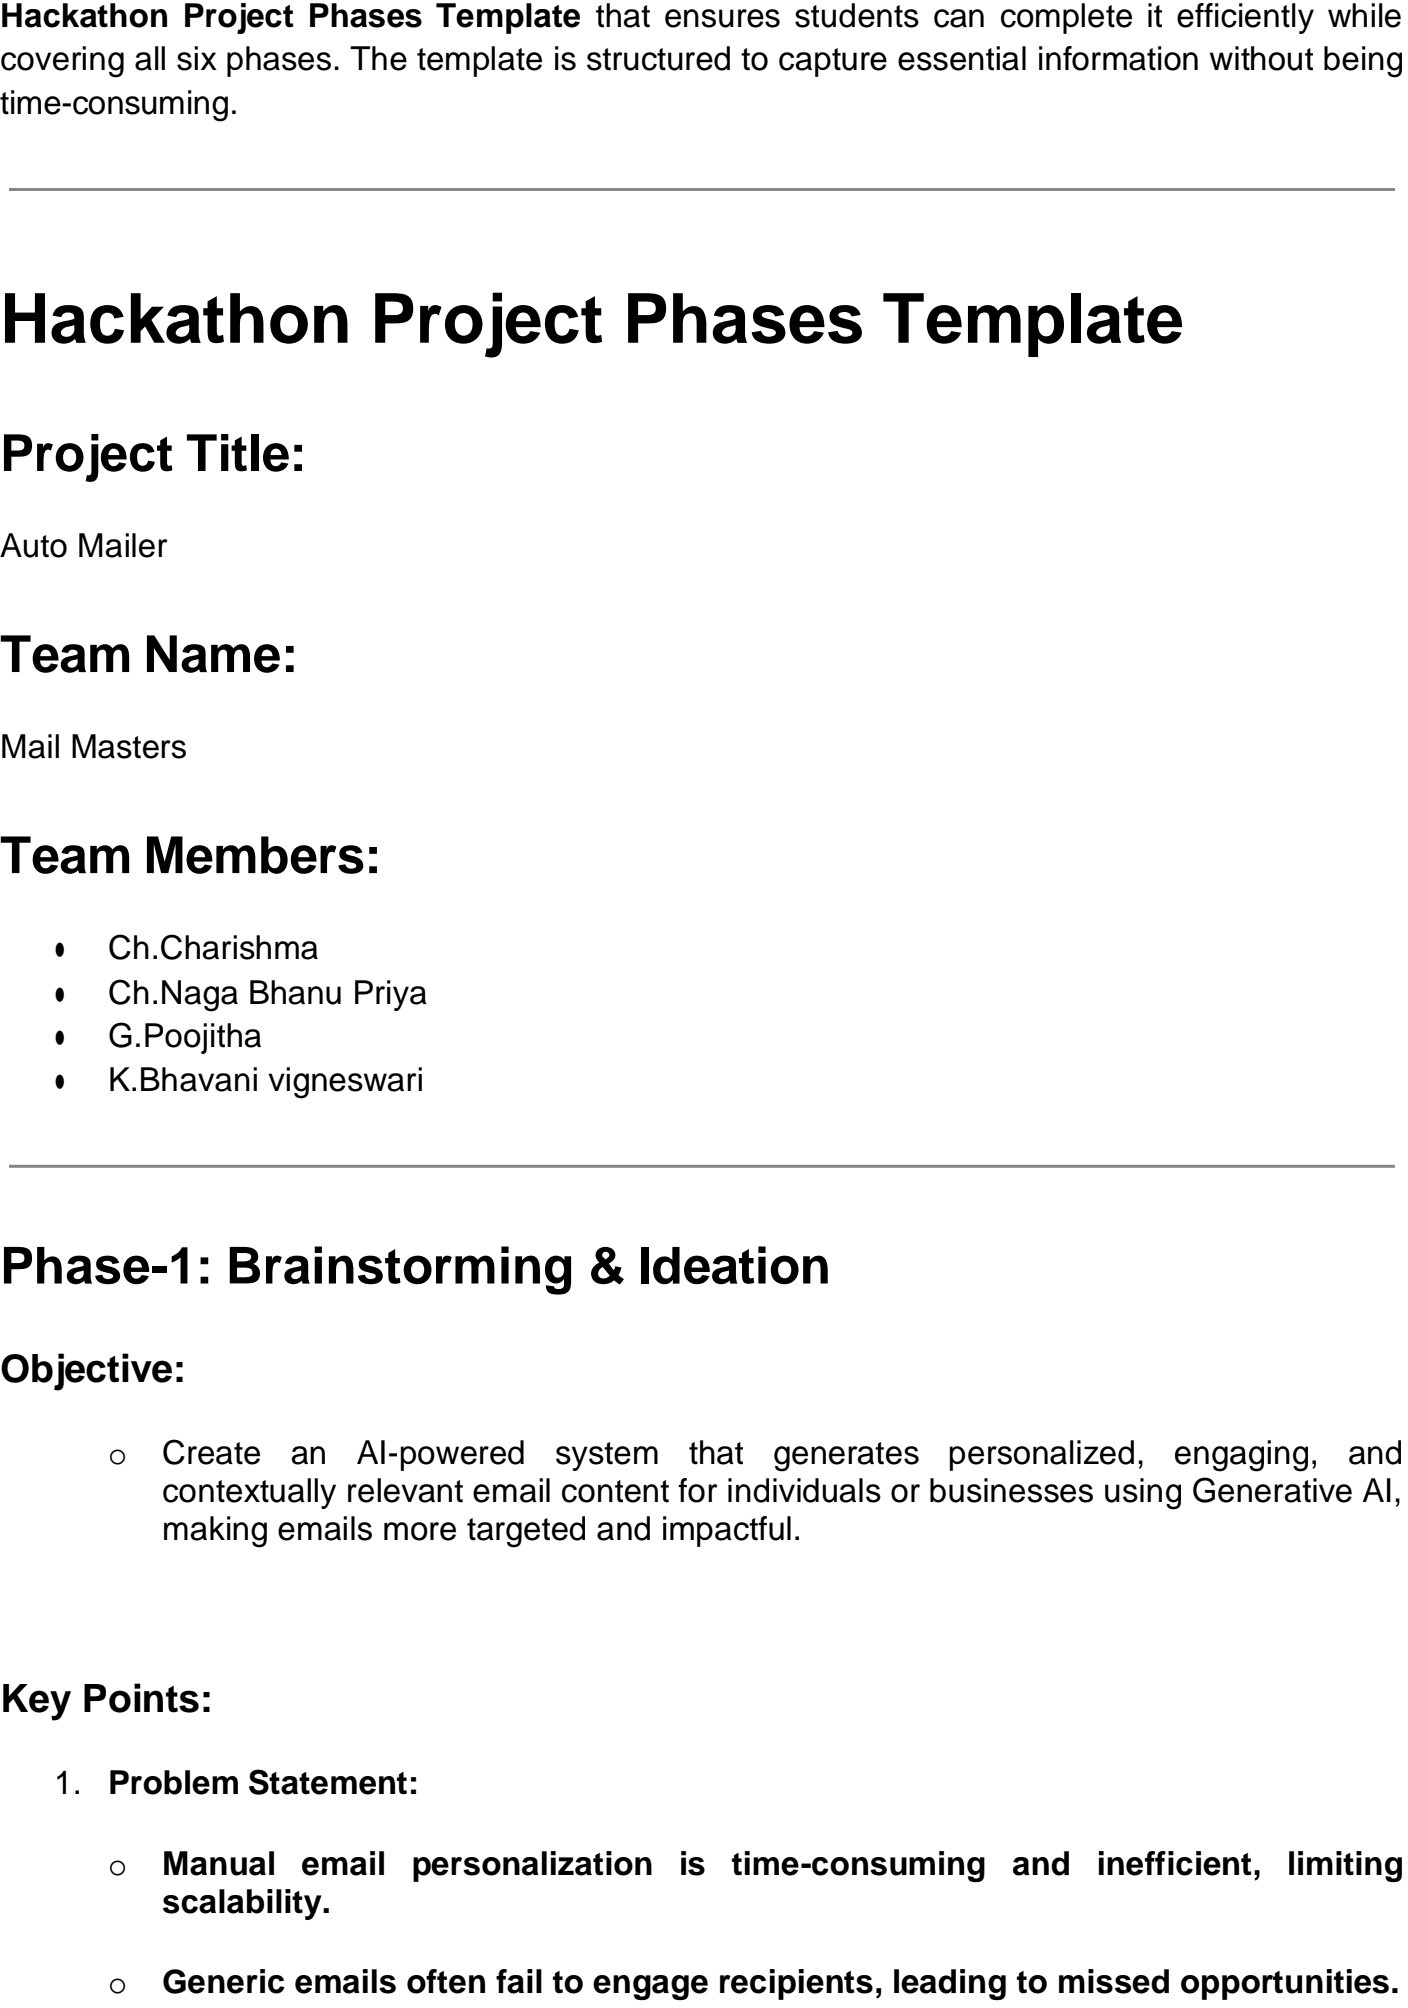 Hackathon Project Phases Template that ensures students can complete it efficiently while
covering all six phases. The template is structured to capture essential information without being
time-consuming.
Hackathon Project Phases Template
Project Title:
Auto Mailer
Team Name:
Mail Masters
Team Members:
• Ch.Charishma
• Ch.Naga Bhanu Priya
• G.Poojitha
• K.Bhavani vigneswari
Phase-1: Brainstorming & Ideation
Objective:
○ Create an AI-powered system that generates personalized, engaging, and
contextually relevant email content for individuals or businesses using Generative AI,
making emails more targeted and impactful.
Key Points:
1. Problem Statement:
○ Manual email personalization is time-consuming and inefficient, limiting
scalability.
○ Generic emails often fail to engage recipients, leading to missed opportunities.